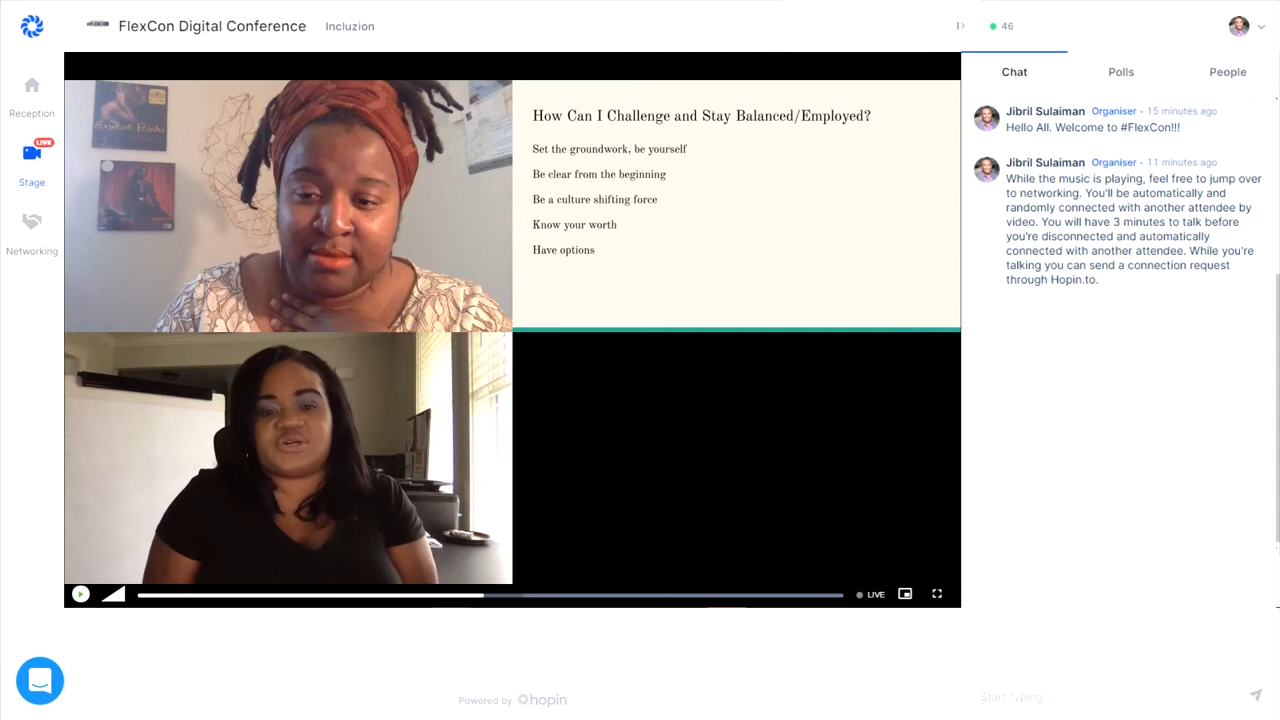 #FLEXCON
FlexCon Digital Conference
Incluzion
46
Reception
LIVE
Stage
Networking
Erykah Badu
How Can I Challenge and Stay Balanced/Employed?
Set the groundwork, be yourself
Be clear from the beginning
Be a culture shifting force
Know your worth
Have options
LIVE
Chat
Polls
People
Jibril Sulaiman Organiser • 15 minutes ago
Hello All. Welcome to #FlexCon!!!
Jibril Sulaiman Organiser • 11 minutes ago
While the music is playing, feel free to jump over
to networking. You'll be automatically and
randomly connected with another attendee by
video. You will have 3 minutes to talk before
you're disconnected and automatically
connected with another attendee. While you're
talking you can send a connection request
through Hopin.to.
Powered by hopin
Start typing...